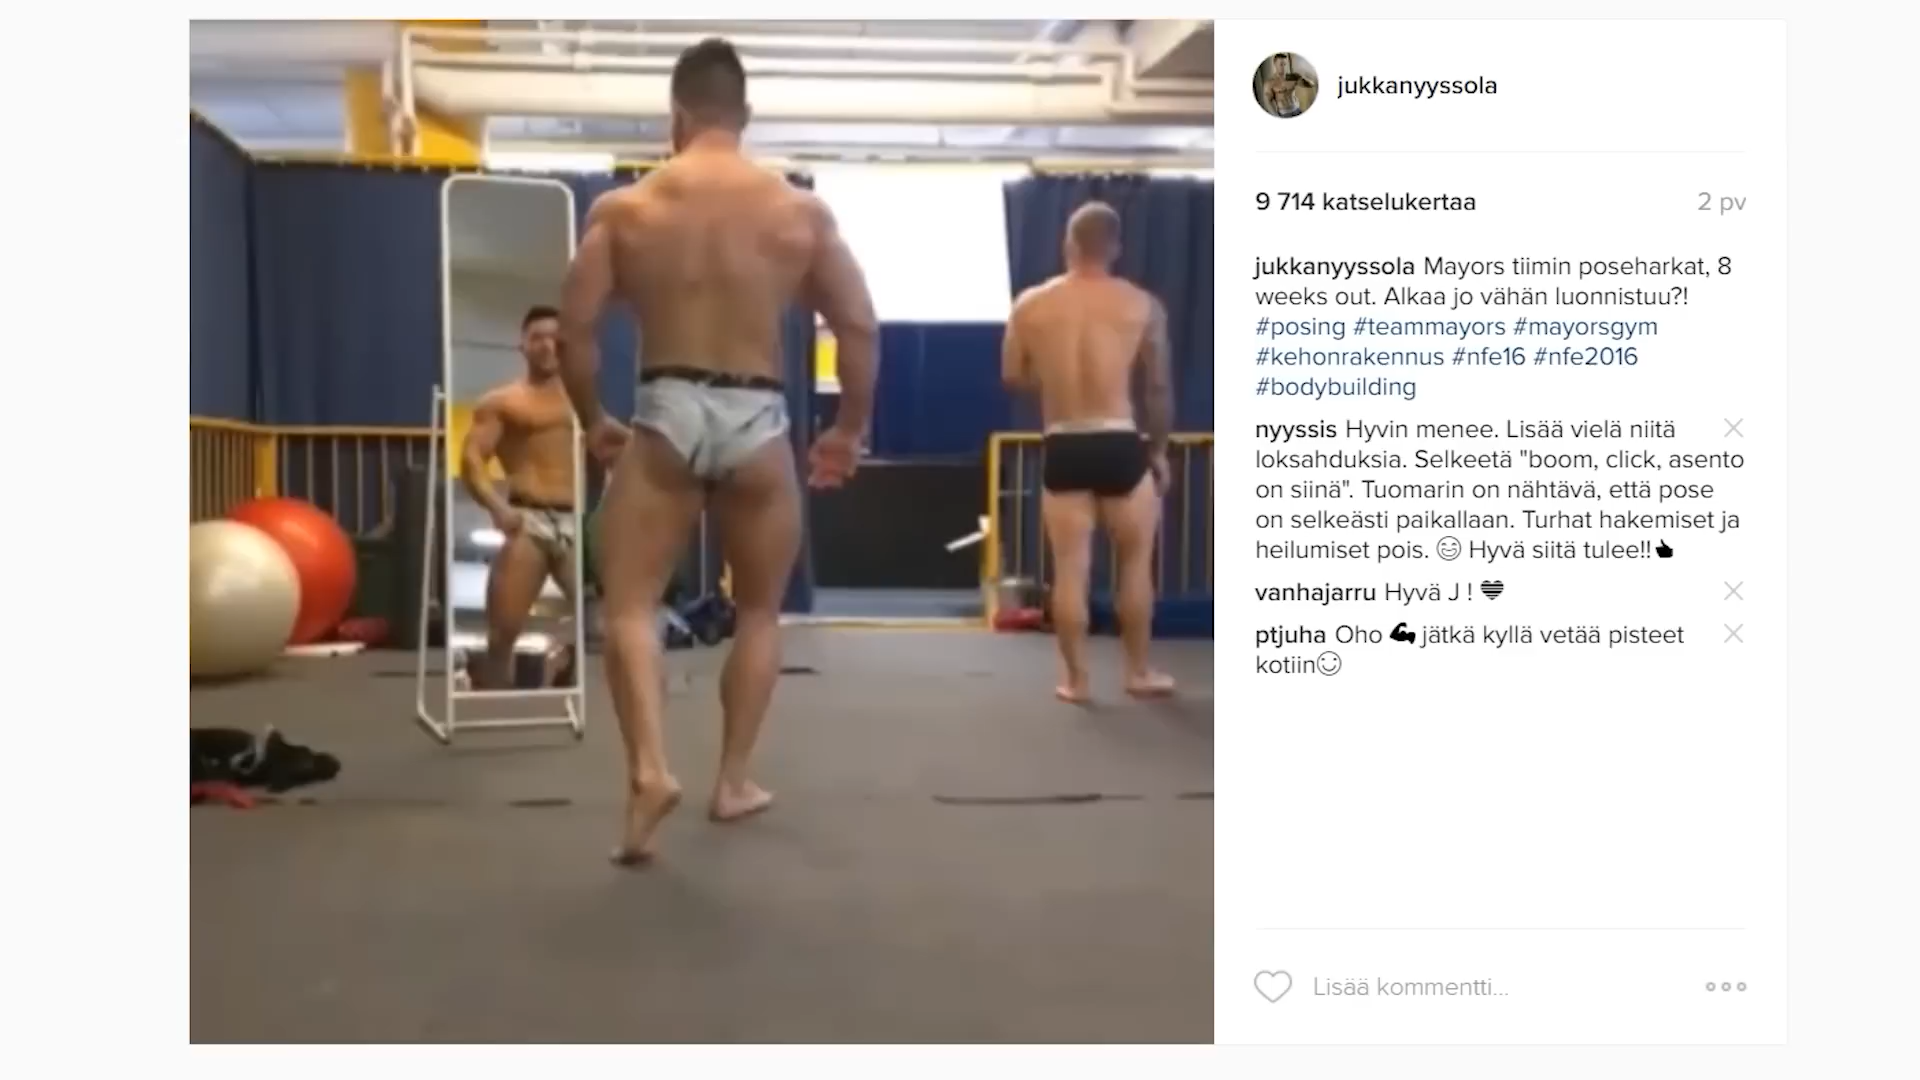 jukkanyyssola
9 714 katselukertaa
2 pv
jukkanyyssola Mayors tiimin poseharkat, 8
weeks out. Alkaa jo vähän luonnistuu?!
#posing #teammayors #mayorsgym
#kehonrakennus #nfe16 #nfe2016
#bodybuilding
nyyssis Hyvin menee. Lisää vielä niitä
loksahduksia. Selkeetä "boom, click, asento
on siinä". Tuomarin on nähtävä, että pose
on selkeästi paikallaan. Turhat hakemiset ja
heilumiset pois. 😊 Hyvä siitä tulee!!👍
vanhajarru Hyvä J ! ❤
ptjuha Oho 💪 jätkä kyllä vetää pisteet
kotiin☺
Lisää kommentti...